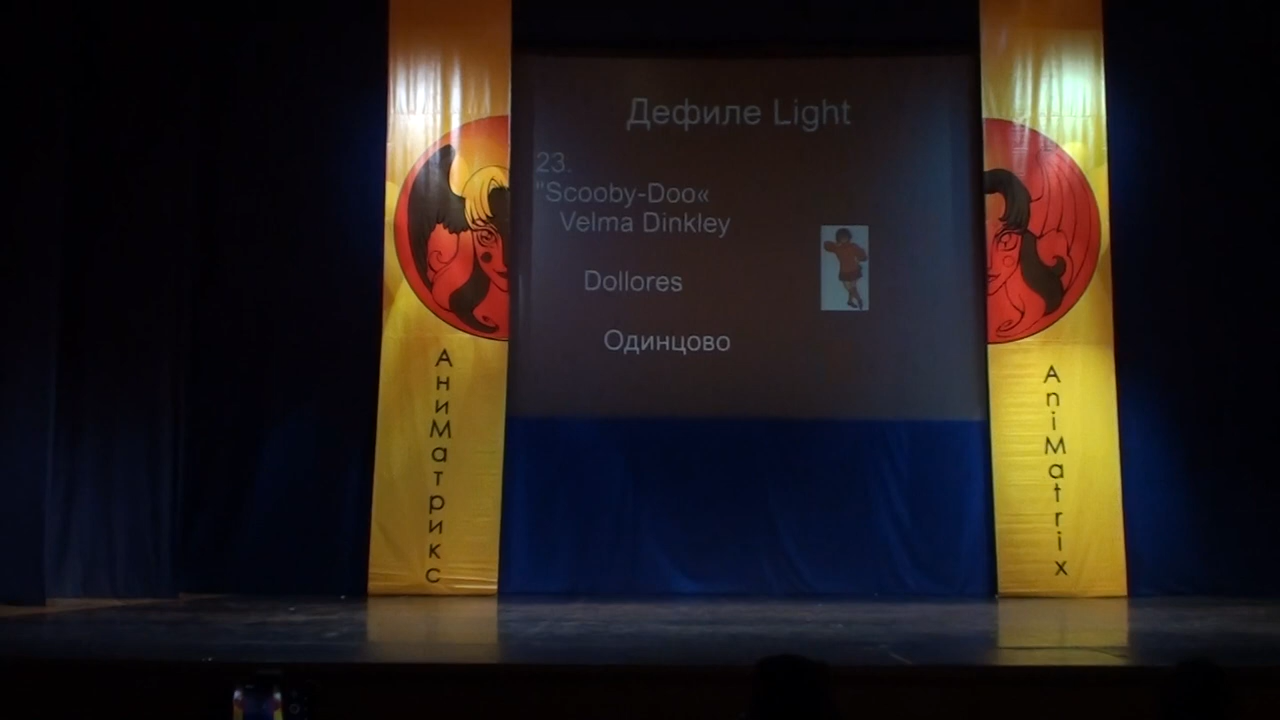 Дефиле Light
23.
"Scooby-Doo«
Velma Dinkley
Dollores
Одинцово
АниМатрикс
AniMatrix